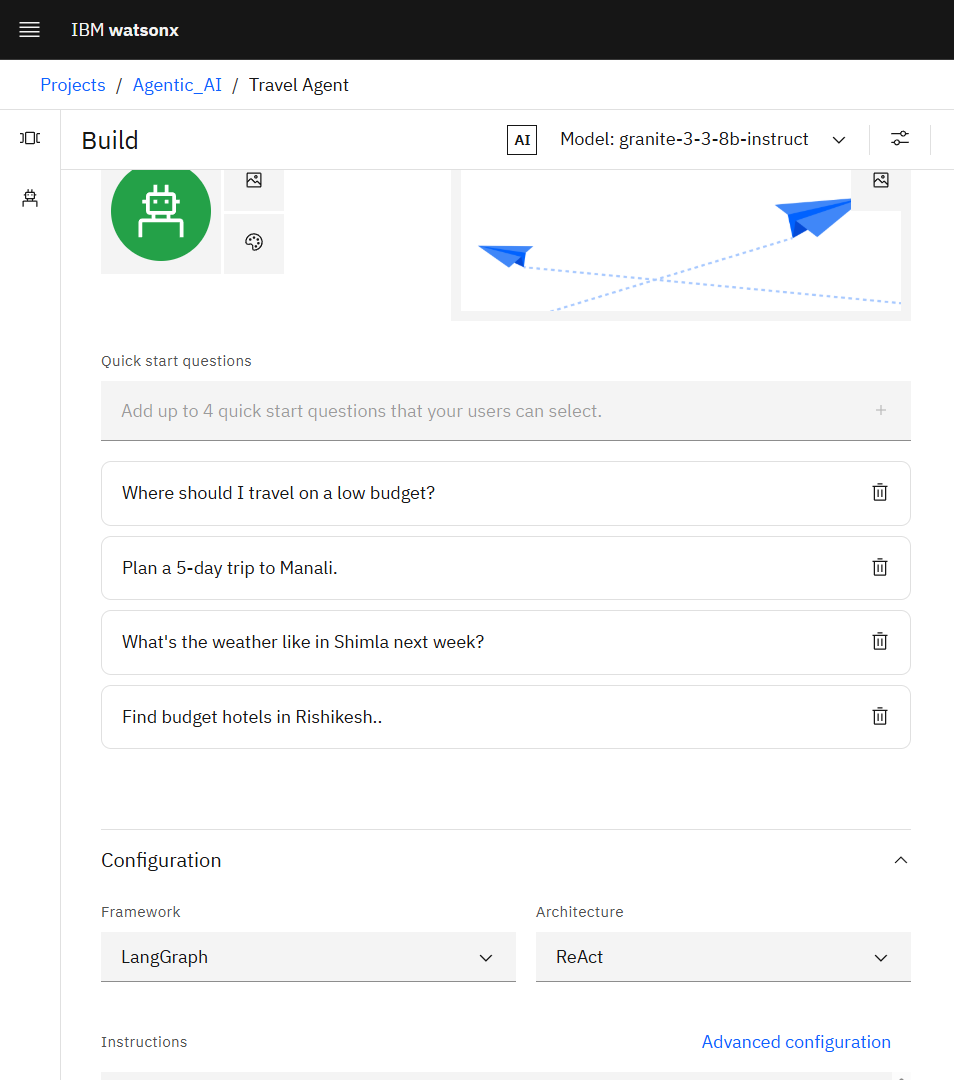 IBM watsonx
Projects / Agentic_AI / Travel Agent
Build
AI
Model: granite-3-3-8b-instruct
Quick start questions
Add up to 4 quick start questions that your users can select.
Where should I travel on a low budget?
Plan a 5-day trip to Manali.
What's the weather like in Shimla next week?
Find budget hotels in Rishikesh..
Configuration
Framework
Architecture
LangGraph
ReAct
Instructions
Advanced configuration